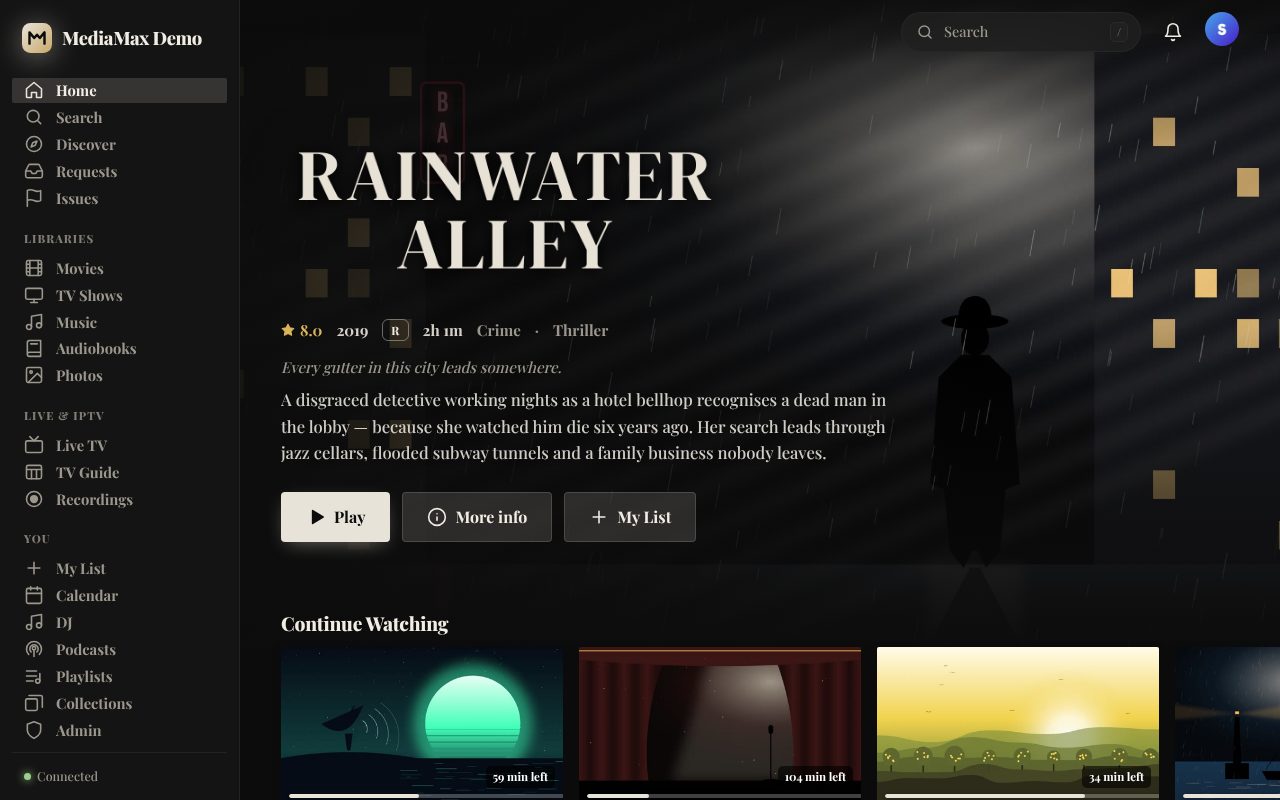 MediaMax Demo
Search
/
S
Home
Search
Discover
Requests
Issues
LIBRARIES
Movies
TV Shows
Music
Audiobooks
Photos
LIVE & IPTV
Live TV
TV Guide
Recordings
YOU
My List
Calendar
DJ
Podcasts
Playlists
Collections
Admin
Connected
BA
RAINWATER
ALLEY
8.0 2019 R 2h 1m Crime · Thriller
Every gutter in this city leads somewhere.
A disgraced detective working nights as a hotel bellhop recognises a dead man in
the lobby — because she watched him die six years ago. Her search leads through
jazz cellars, flooded subway tunnels and a family business nobody leaves.
Play
More info
My List
Continue Watching
59 min left
104 min left
34 min left